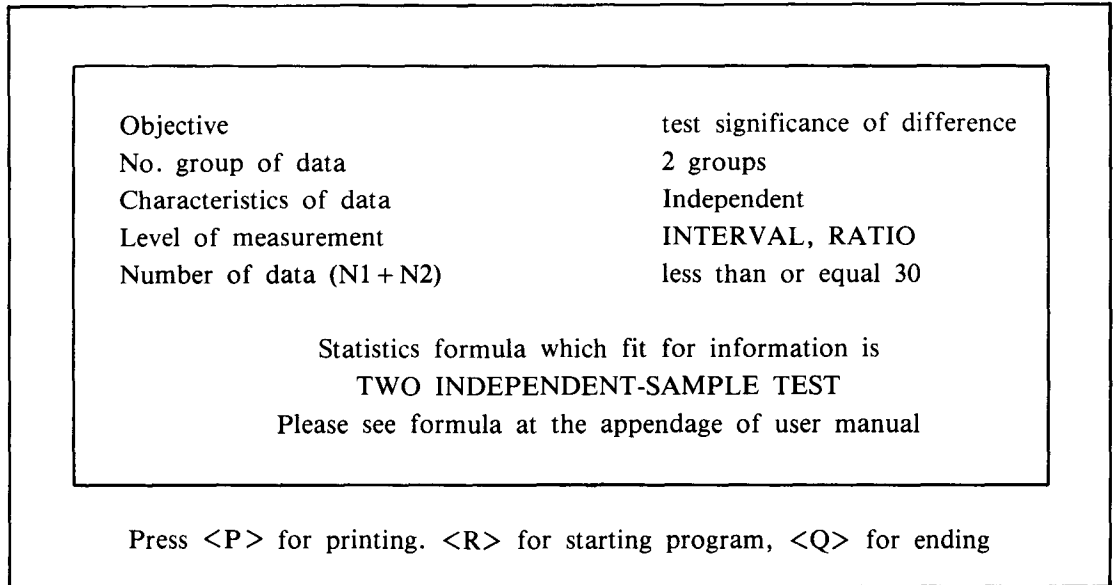 Objective test significance of difference
No. group of data 2 groups
Characteristics of data Independent
Level of measurement INTERVAL, RATIO
Number of data (N1 + N2) less than or equal 30
Statistics formula which fit for information is
TWO INDEPENDENT-SAMPLE TEST
Please see formula at the appendage of user manual
Press <P> for printing. <R> for starting program, <Q> for ending